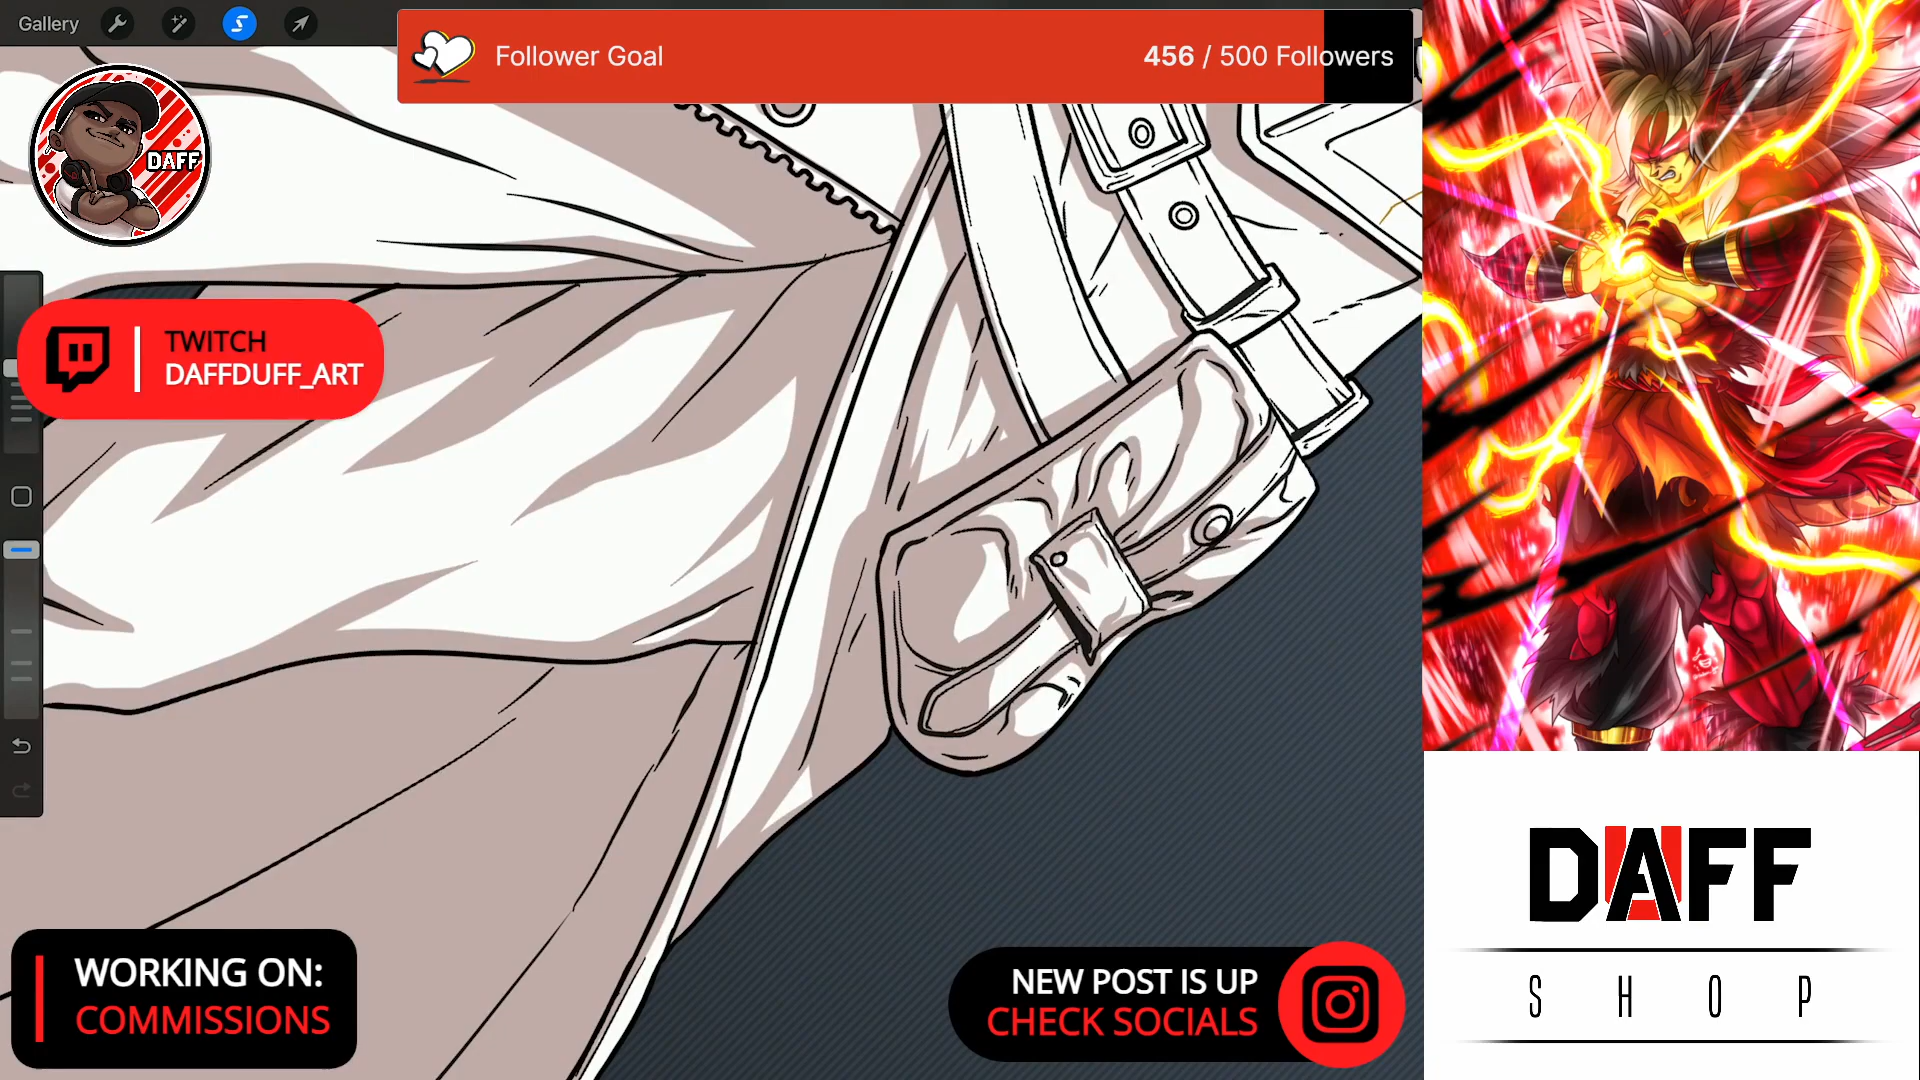 Gallery
Follower Goal
456 / 500 Followers
DAFF
TWITCH
DAFFDUFF_ART
WORKING ON:
COMMISSIONS
NEW POST IS UP
CHECK SOCIALS
DAFF
SHOP